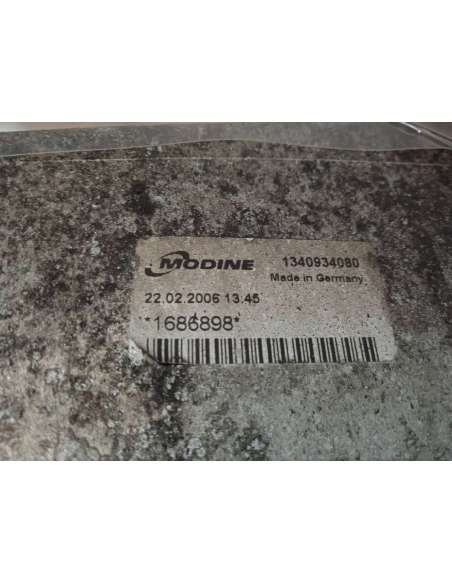 MODINE 1340934080
Made in Germany
22.02.2006 13.45
*1686898*